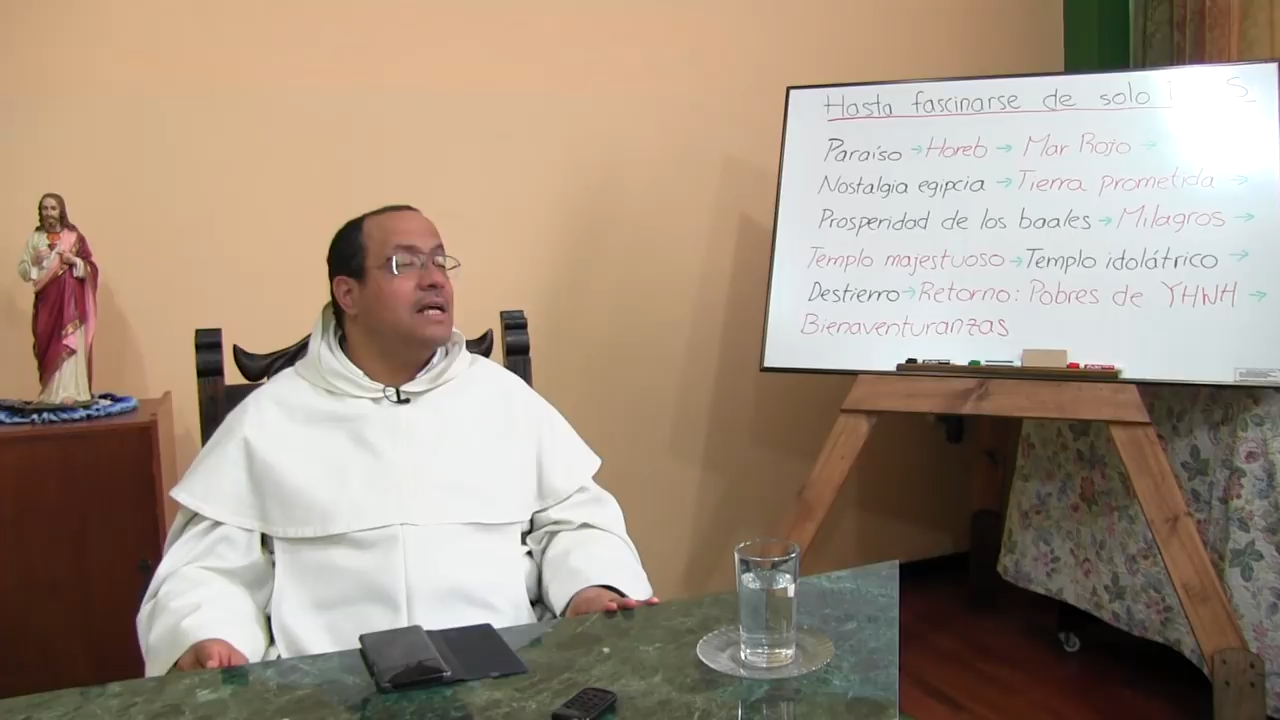 Hasta fascinarse de solo
Paraíso → Horeb → Mar Rojo →
Nostalgia egipcia → Tierra prometida →
Prosperidad de los baales → Milagros →
Templo majestuoso → Templo idolátrico →
Destierro → Retorno: Pobres de YHWH →
Bienaventuranzas